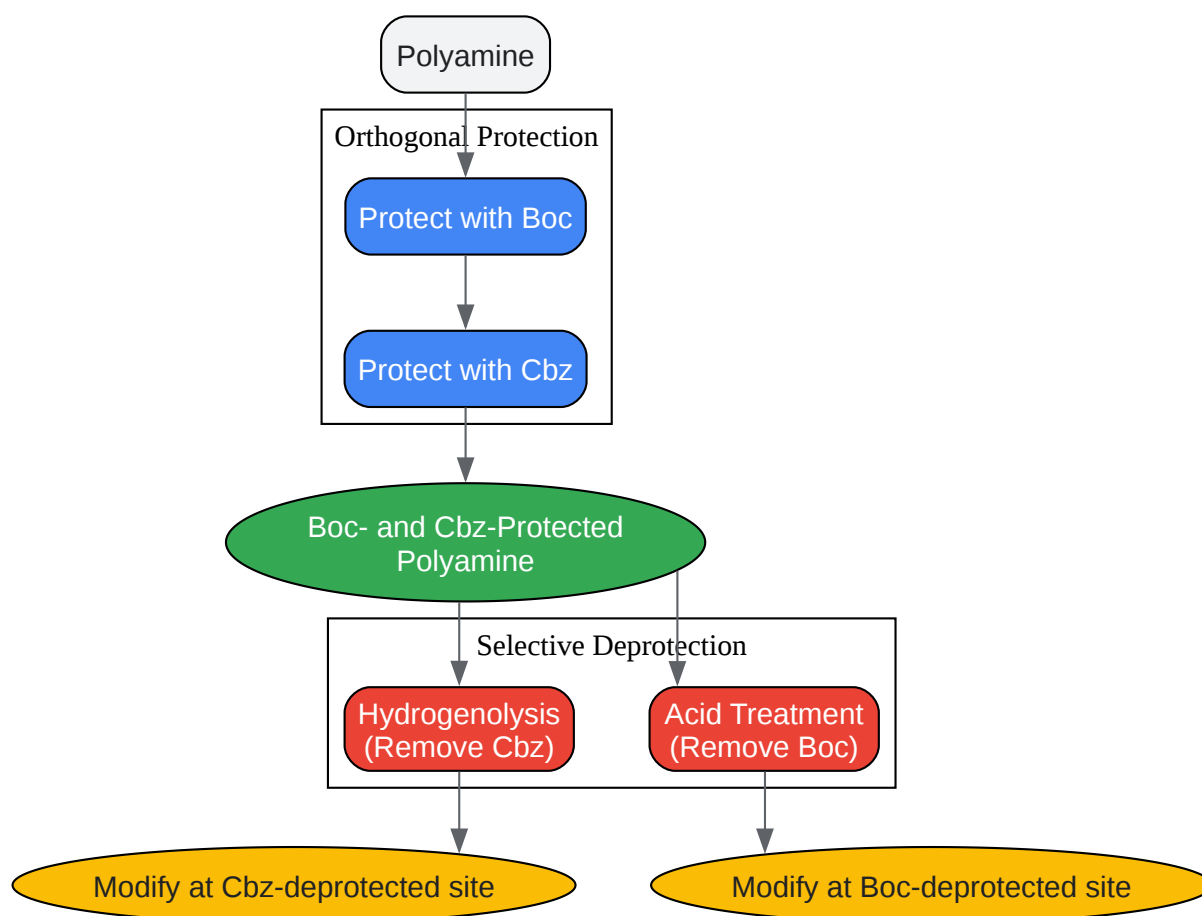 Polyamine
Orthogonal Protection
Protect with Boc
Protect with Cbz
Boc- and Cbz-Protected
Polyamine
Selective Deprotection
Hydrogenolysis
(Remove Cbz)
Acid Treatment
(Remove Boc)
Modify at Cbz-deprotected site
Modify at Boc-deprotected site